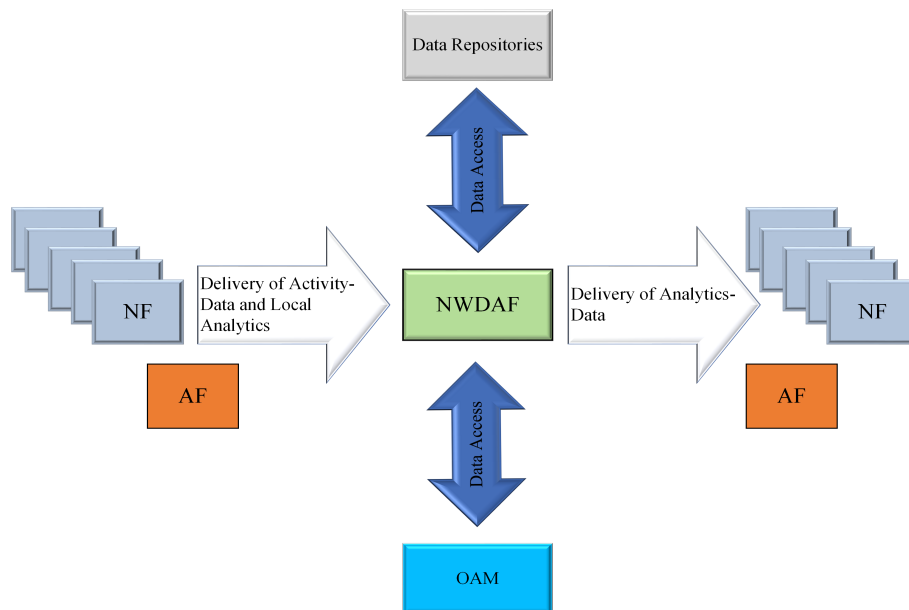 Data Repositories
Data Access
NF
Delivery of Activity-
Data and Local
Analytics
NWDAF
Delivery of Analytics-
Data
NF
AF
AF
Data Access
OAM